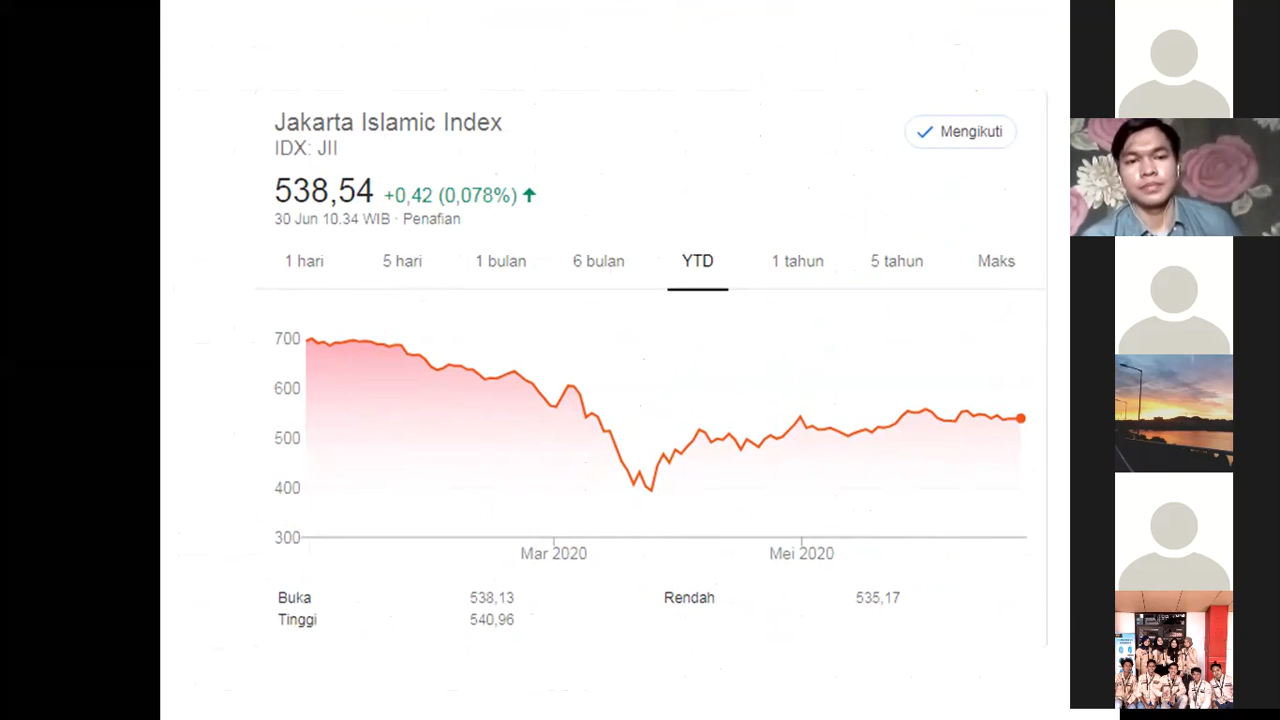 Jakarta Islamic Index
IDX: JII
Mengikuti
538,54 +0,42 (0,078%)
30 Jun 10.34 WIB · Penafian
1 hari 5 hari 1 bulan 6 bulan YTD 1 tahun 5 tahun Maks
700
600
500
400
300
Mar 2020 Mei 2020
Buka 538,13 Rendah 535,17
Tinggi 540,96